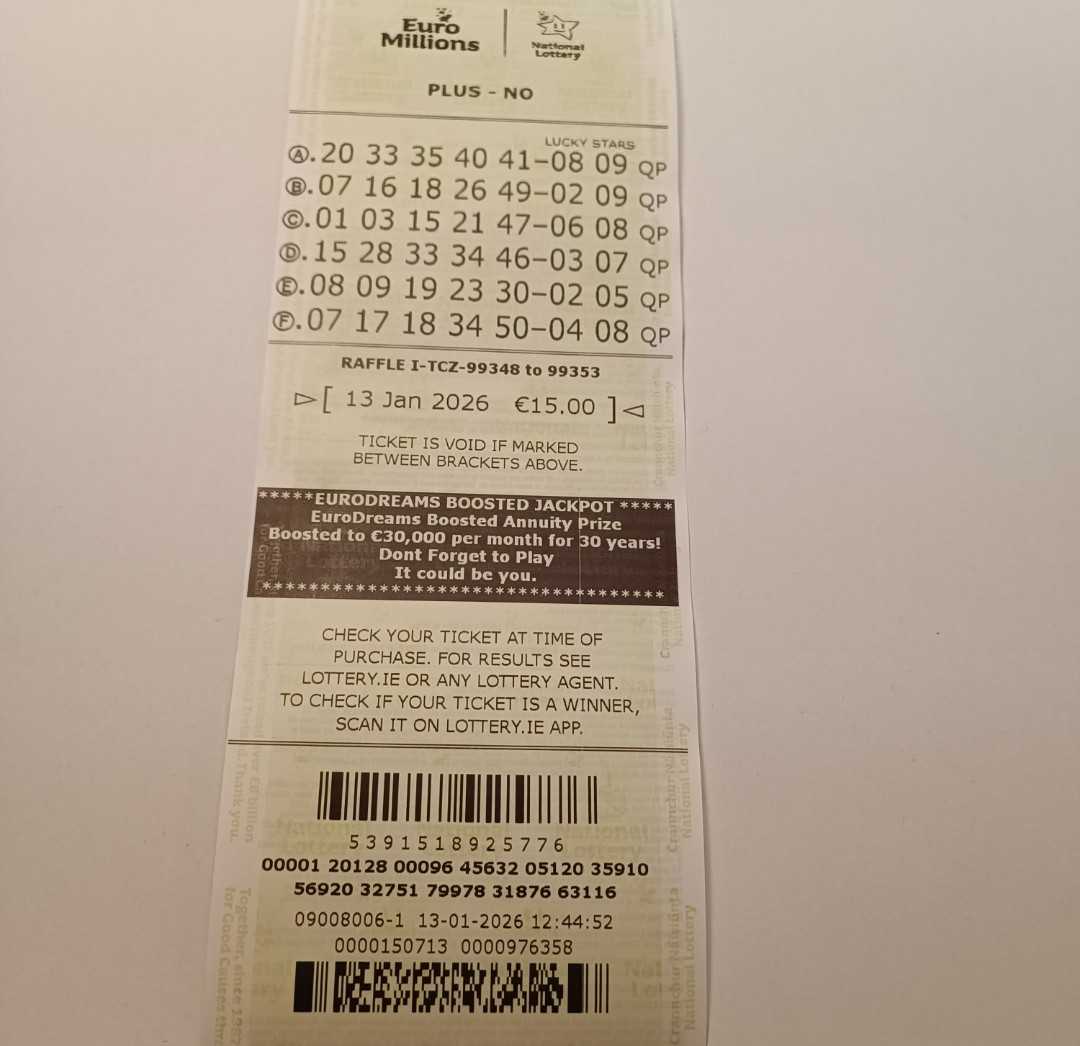 Euro
Millions
National
Lottery
PLUS - NO
LUCKY STARS
Ⓐ.20 33 35 40 41-08 09 QP
Ⓑ.07 16 18 26 49-02 09 QP
Ⓒ.01 03 15 21 47-06 08 QP
Ⓓ.15 28 33 34 46-03 07 QP
Ⓔ.08 09 19 23 30-02 05 QP
Ⓕ.07 17 18 34 50-04 08 QP
RAFFLE I-TCZ-99348 to 99353
[ 13 Jan 2026 €15.00 ]
TICKET IS VOID IF MARKED
BETWEEN BRACKETS ABOVE.
*****EURODREAMS BOOSTED JACKPOT *****
EuroDreams Boosted Annuity Prize
Boosted to €30,000 per month for 30 years!
Dont Forget to Play
It could be you.
*********************************
CHECK YOUR TICKET AT TIME OF
PURCHASE. FOR RESULTS SEE
LOTTERY.IE OR ANY LOTTERY AGENT.
TO CHECK IF YOUR TICKET IS A WINNER,
SCAN IT ON LOTTERY.IE APP.
5391518925776
00001 20128 00096 45632 05120 35910
56920 32751 79978 31876 63116
09008006-1 13-01-2026 12:44:52
0000150713 0000976358